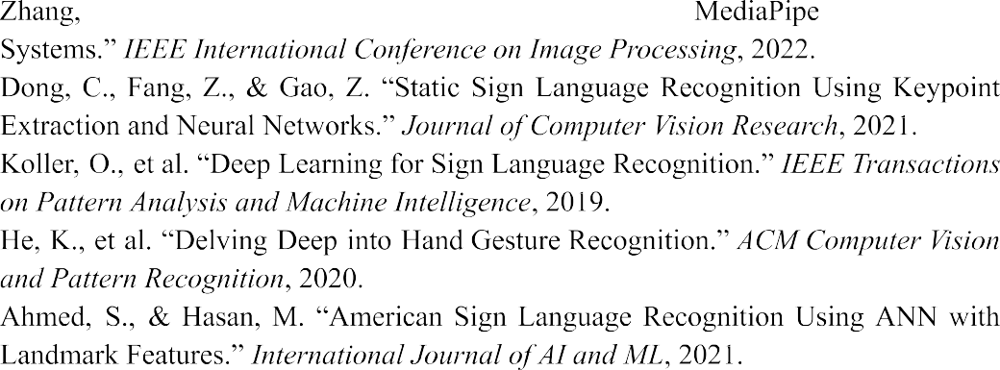 Zhang, MediaPipe
Systems.” IEEE International Conference on Image Processing, 2022.
Dong, C., Fang, Z., & Gao, Z. “Static Sign Language Recognition Using Keypoint
Extraction and Neural Networks.” Journal of Computer Vision Research, 2021.
Koller, O., et al. “Deep Learning for Sign Language Recognition.” IEEE Transactions
on Pattern Analysis and Machine Intelligence, 2019.
He, K., et al. “Delving Deep into Hand Gesture Recognition.” ACM Computer Vision
and Pattern Recognition, 2020.
Ahmed, S., & Hasan, M. “American Sign Language Recognition Using ANN with
Landmark Features.” International Journal of AI and ML, 2021.